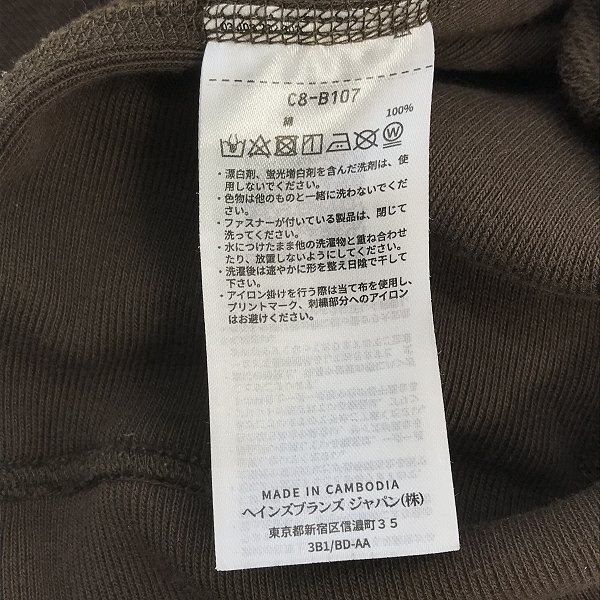 C8-B107
綿 100%
・漂白剤、蛍光増白剤を含んだ洗剤は、使
用しないでください。
・色物は他のものと一緒に洗わないでくだ
さい。
・ファスナーが付いている製品は、閉じて
洗ってください。
・水につけたまま他の洗濯物と重ね合わせ
たり、放置しないようにしてください。
・洗濯後は速やかに形を整え日陰で干して
下さい。
・アイロン掛けを行う際は当て布を使用し、
プリントマーク、刺繍部分へのアイロン
はお避けください。
MADE IN CAMBODIA
ヘインズブランズ ジャパン(株)
東京都新宿区信濃町35
3B1/BD-AA